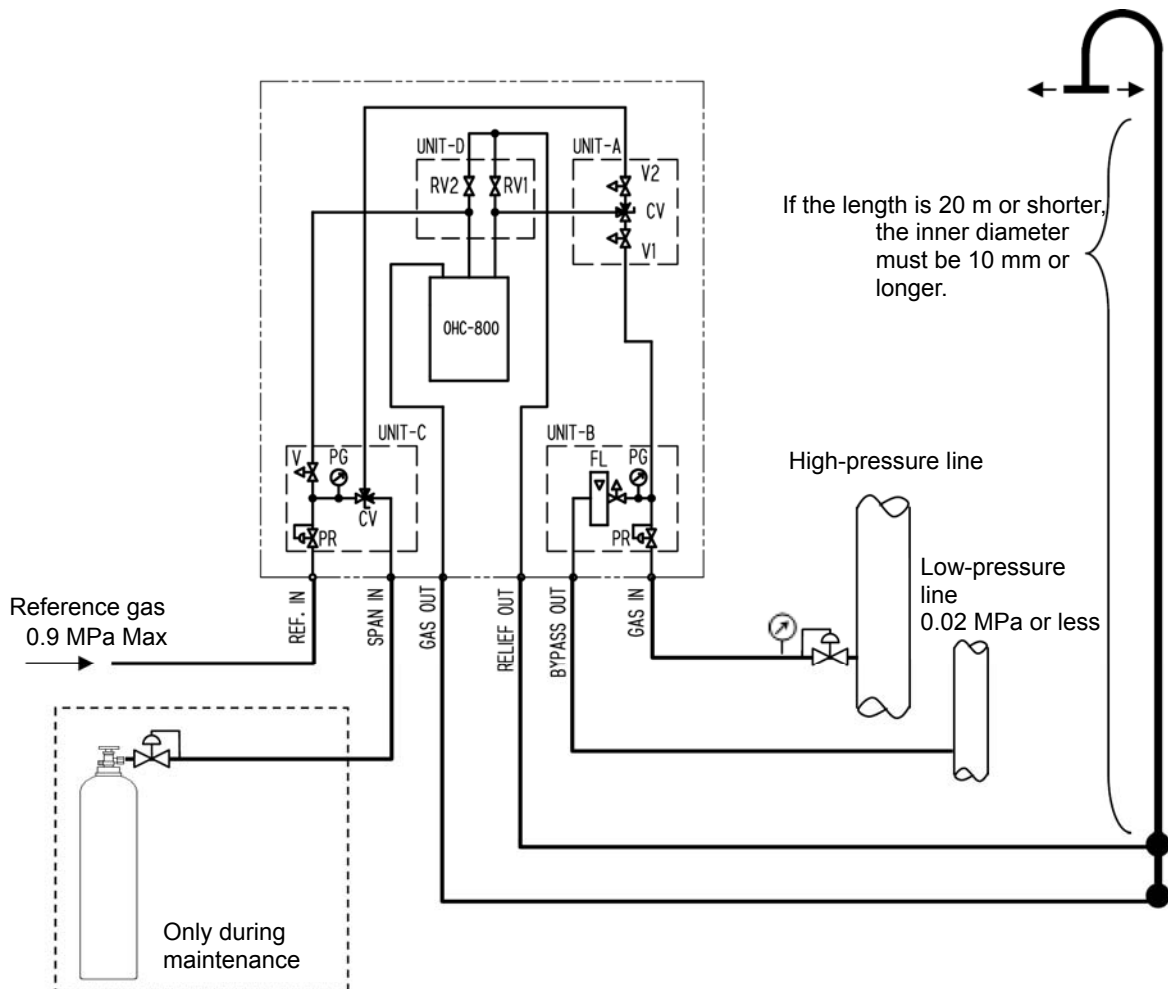 UNIT-D
UNIT-A
RV2
RV1
V2
CV
V1
OHC-800
If the length is 20 m or shorter,
the inner diameter
must be 10 mm or
longer.
UNIT-C
V
PG
CV
PR
UNIT-B
FL
PG
PR
High-pressure line
Low-pressure
line
0.02 MPa or less
Reference gas
0.9 MPa Max
REF. IN
SPAN IN
GAS OUT
RELIEF OUT
BYPASS OUT
GAS IN
Only during
maintenance